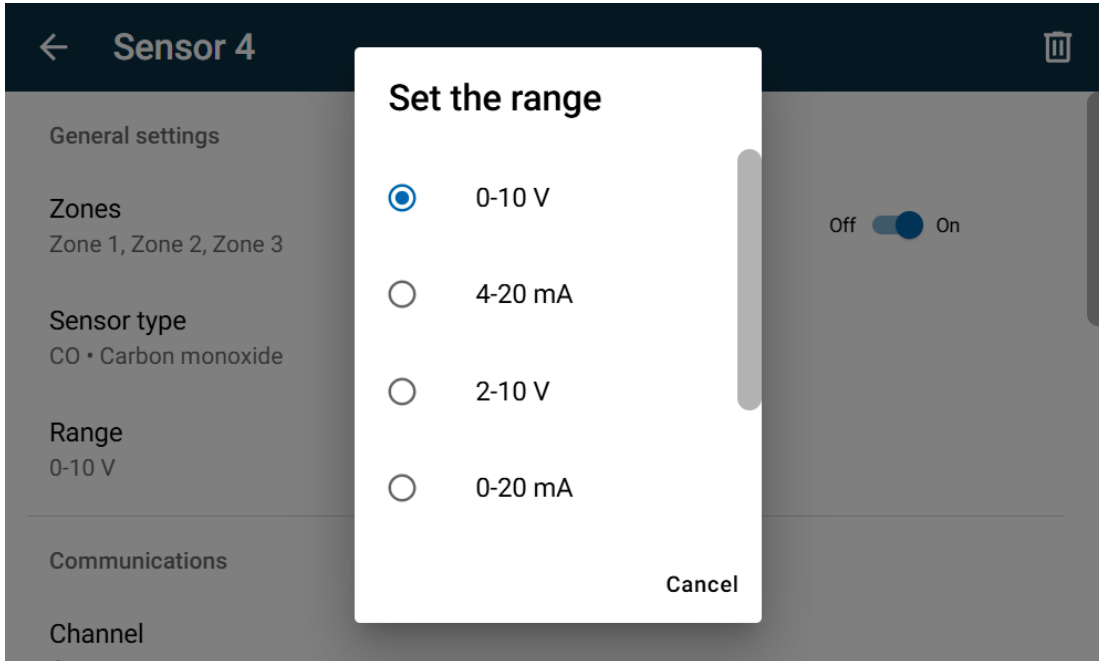 Sensor 4
General settings
Zones
Zone 1, Zone 2, Zone 3
Off On
Sensor type
CO • Carbon monoxide
Range
0-10 V
Communications
Channel
Set the range
0-10 V
4-20 mA
2-10 V
0-20 mA
Cancel